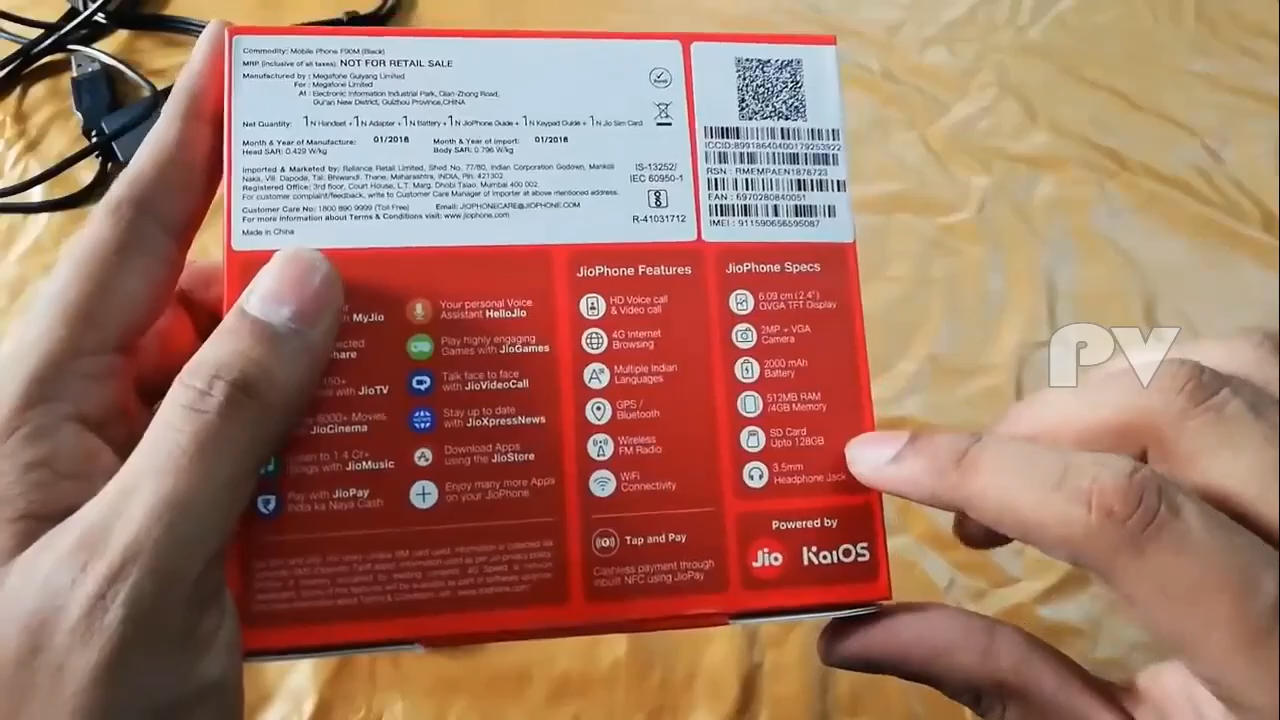 Commodity: Mobile Phone F90M (Black)
MRP (inclusive of all taxes): NOT FOR RETAIL SALE
Manufactured by : Megafone Guiyang Limited
For : Megafone Limited
At : Electronic Information Industrial Park, Qian-Zhong Road,
Gui'an New District, Guizhou Province, CHINA
Net Quantity: 1N Handset + 1N Adapter + 1N Battery + 1N JioPhone Guide + 1N Keypad Guide + 1N Jio Sim Card
Month & Year of Manufacture: 01/2018 Month & Year of Import: 01/2018
Head SAR: 0.429 W/kg Body SAR: 0.796 W/kg
Imported & Marketed by: Reliance Retail Limited, Shed No. 77/80, Indian Corporation Godown, Mankoli
Naka, Vill. Dapode, Tal. Bhiwandi, Thane, Maharashtra, INDIA, Pin: 421302
Registered Office: 3rd floor, Court House, L.T. Marg, Dhobi Talao, Mumbai 400 002.
For customer complaint/feedback, write to Customer Care Manager of Importer at above mentioned address.
Customer Care No: 1800 890 9999 (Toll Free) Email: JIOPHONECARE@JIOPHONE.COM
For more information about Terms & Conditions visit: www.jiophone.com
Made in China
IS-13252/
IEC 60950-1
R-41031712
ICCID: 89918640400179253922
RSN : RMEMPAEN1878723
EAN : 6970280840051
IMEI : 911590656595087
MyJio
150+
with JioTV
6000+ Movies
JioCinema
to 1.4 Cr+
with JioMusic
Pay with JioPay
India ka Naya Cash
Your personal Voice
Assistant HelloJio
Play highly engaging
Games with JioGames
Talk face to face
with JioVideoCall
NEWS
Stay up to date
with JioXpressNews
Download Apps
using the JioStore
Enjoy many more Apps
on your JioPhone
JioPhone Features
HD Voice call
& Video call
4G Internet
Browsing
Multiple Indian
Languages
GPS /
Bluetooth
Wireless
FM Radio
WiFi
Connectivity
Tap and Pay
Cashless payment through
inbuilt NFC using JioPay
JioPhone Specs
6.09 cm (2.4")
QVGA TFT Display
2MP + VGA
Camera
2000 mAh
Battery
512MB RAM
/4GB Memory
SD Card
Upto 128GB
3.5mm
Headphone Jack
Powered by
Jio KaiOS
PV